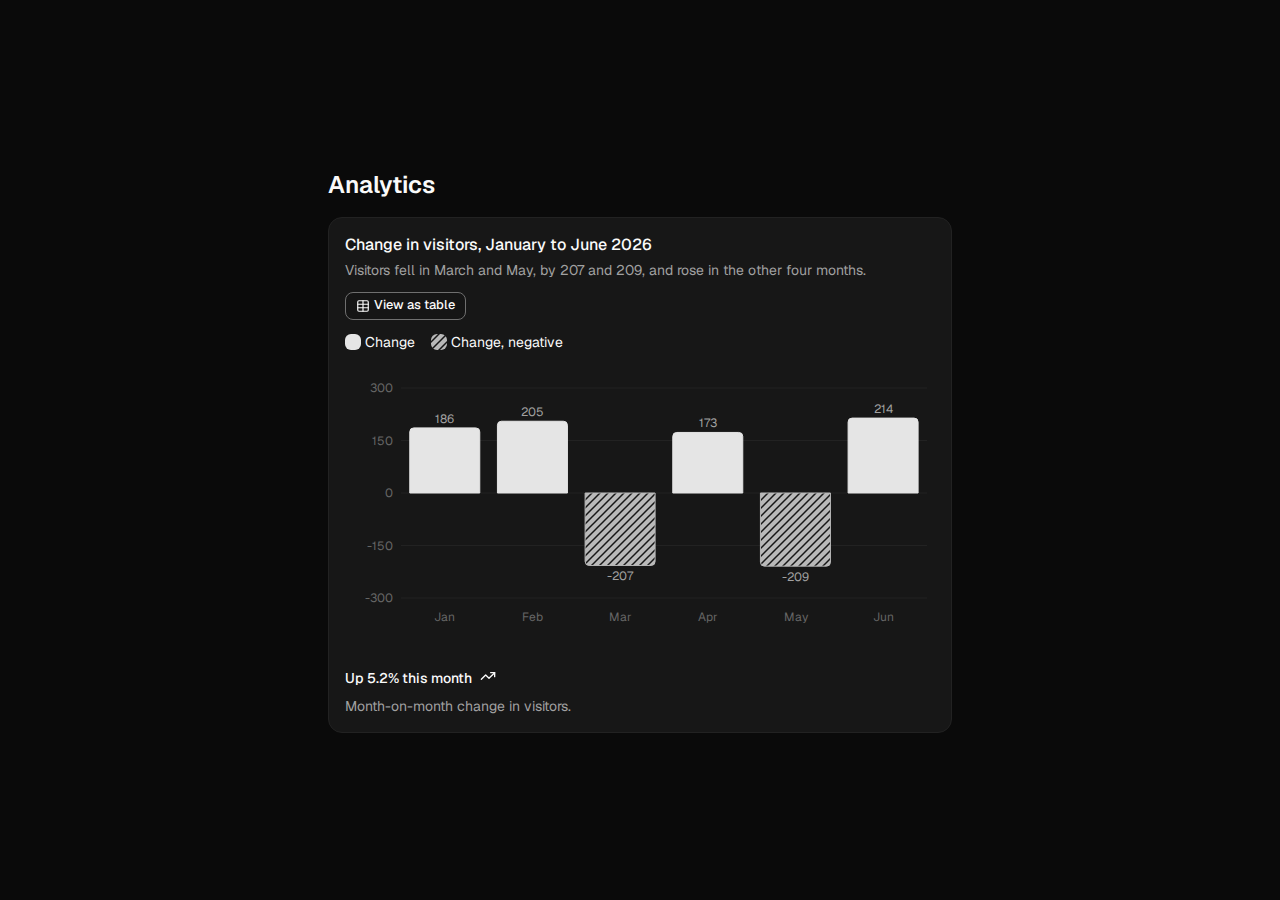 Analytics
Change in visitors, January to June 2026
Visitors fell in March and May, by 207 and 209, and rose in the other four months.
View as table
Change Change, negative
300
150
0
-150
-300
186 205 -207 173 -209 214
Jan Feb Mar Apr May Jun
Up 5.2% this month
Month-on-month change in visitors.